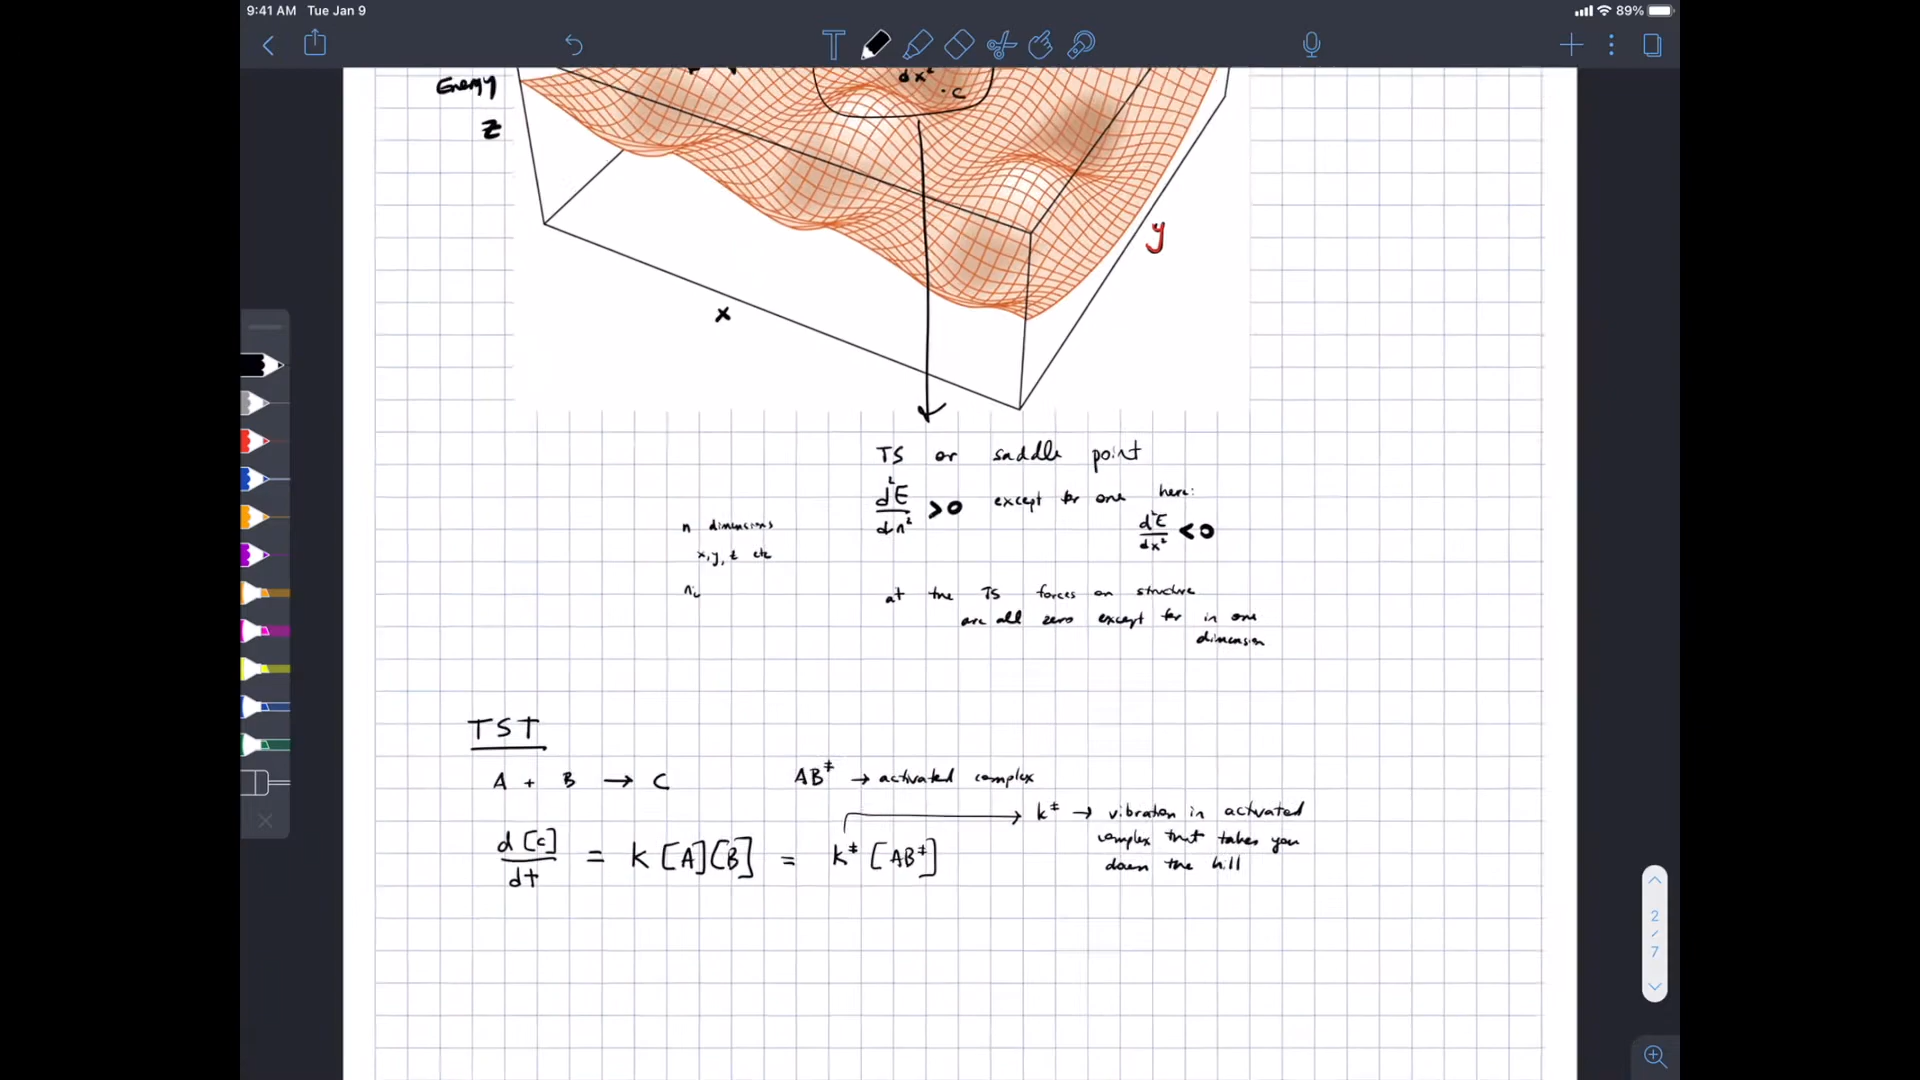 9:41 AM Tue Jan 9
89%
Energy
z
dx²
. C
y
x
TS or saddle point
d²E/dn² > 0 except for one here:
d²E/dx² < 0
n dimensions
x, y, z etc
nᵢ
at the TS forces on structure
are all zero except for in one
dimension
TST
A + B → C
AB‡ → activated complex
k‡ → vibration in activated
complex that takes you
down the hill
d[C]/dt = k[A][B] = k‡[AB‡]
2
/
7